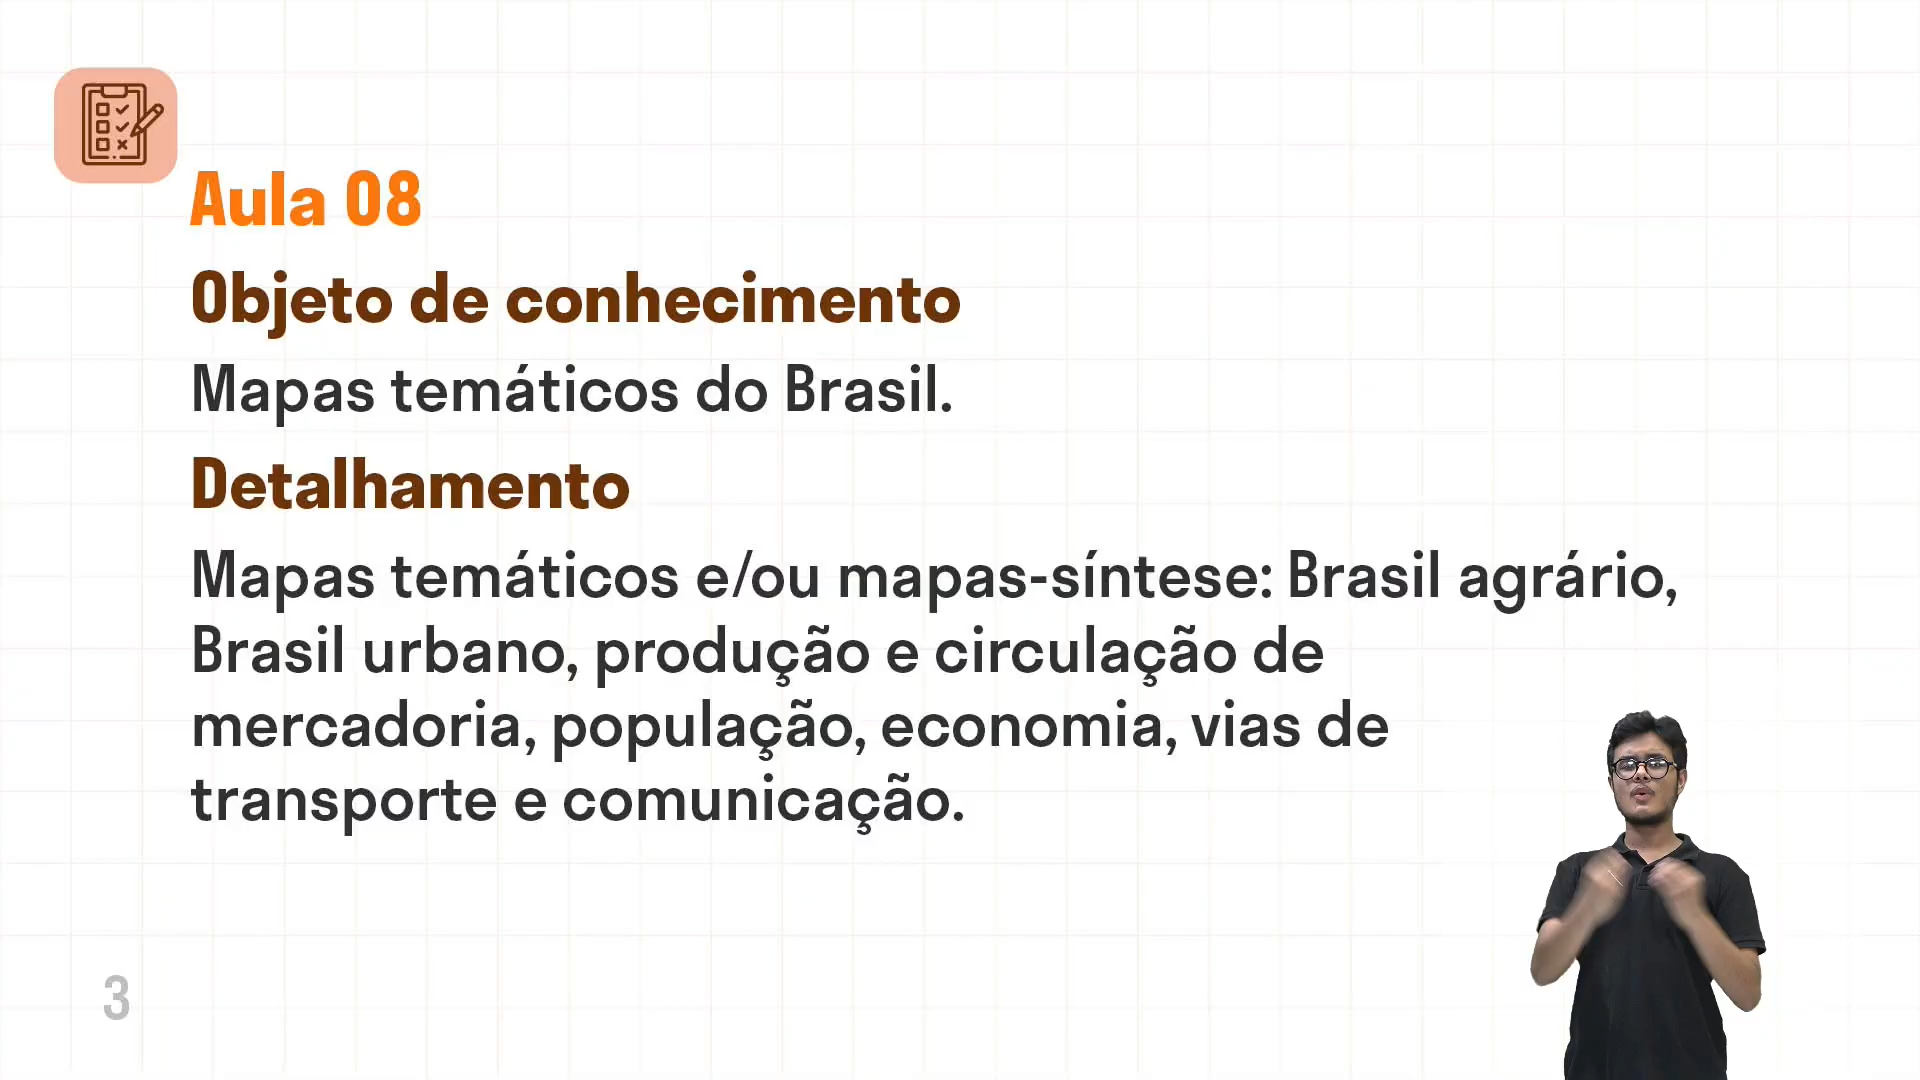 Aula 08
Objeto de conhecimento
Mapas temáticos do Brasil.
Detalhamento
Mapas temáticos e/ou mapas-síntese: Brasil agrário,
Brasil urbano, produção e circulação de
mercadoria, população, economia, vias de
transporte e comunicação.
3